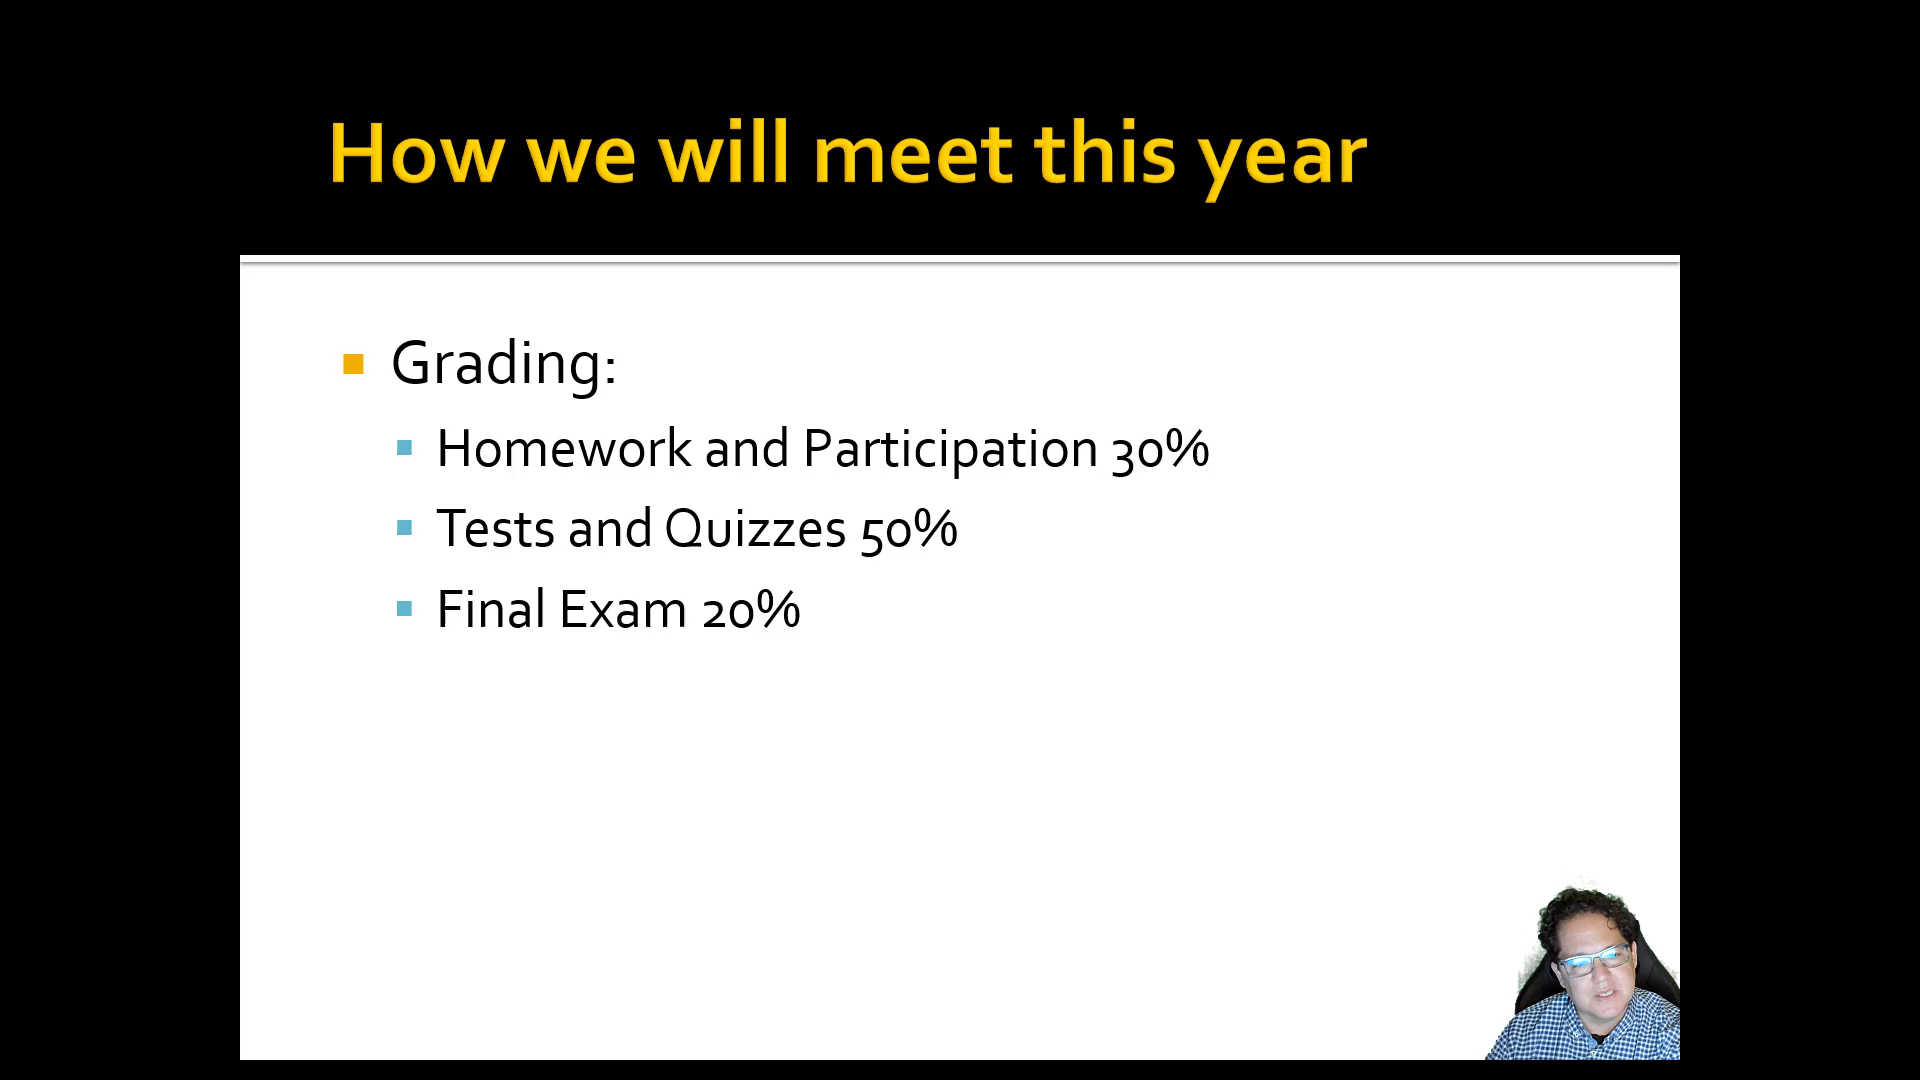 How we will meet this year
Grading:
Homework and Participation 30%
Tests and Quizzes 50%
Final Exam 20%